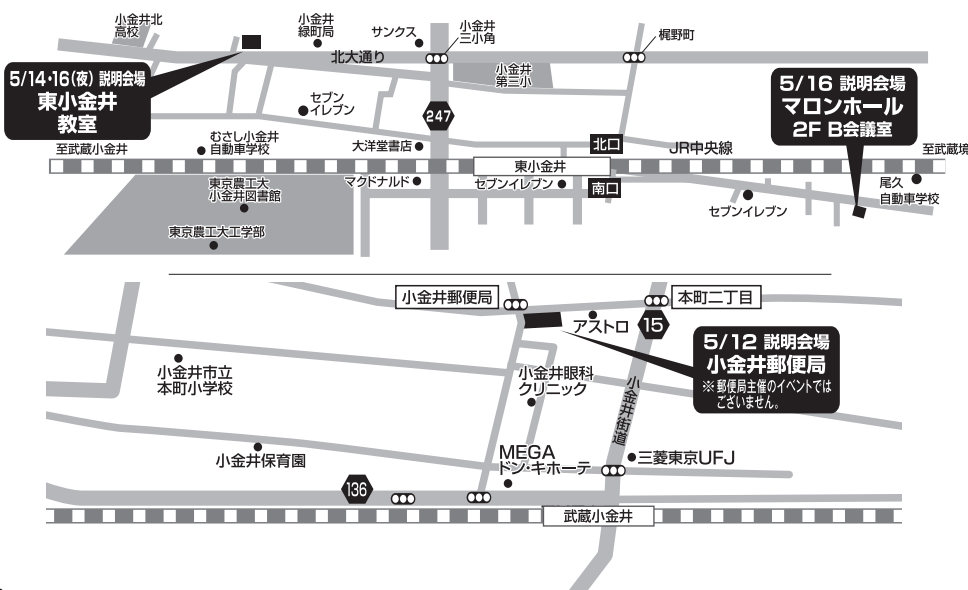 小金井北
高校
小金井
緑町局
サンクス
小金井
三小角
梶野町
北大通り
小金井
第三小
5/14・16(夜) 説明会場
東小金井
教室
セブン
イレブン
247
5/16 説明会場
マロンホール
2F B会議室
至武蔵小金井
むさし小金井
自動車学校
大洋堂書店
北口
JR中央線
至武蔵境
東小金井
東京農工大
小金井図書館
マクドナルド
セブンイレブン
南口
尾久
自動車学校
セブンイレブン
東京農工大工学部
小金井郵便局
本町二丁目
アストロ
15
5/12 説明会場
小金井郵便局
※郵便局主催のイベントでは
ございません。
小金井市立
本町小学校
小金井眼科
クリニック
小金井街道
小金井保育園
MEGA
ドン・キホーテ
三菱東京UFJ
136
武蔵小金井